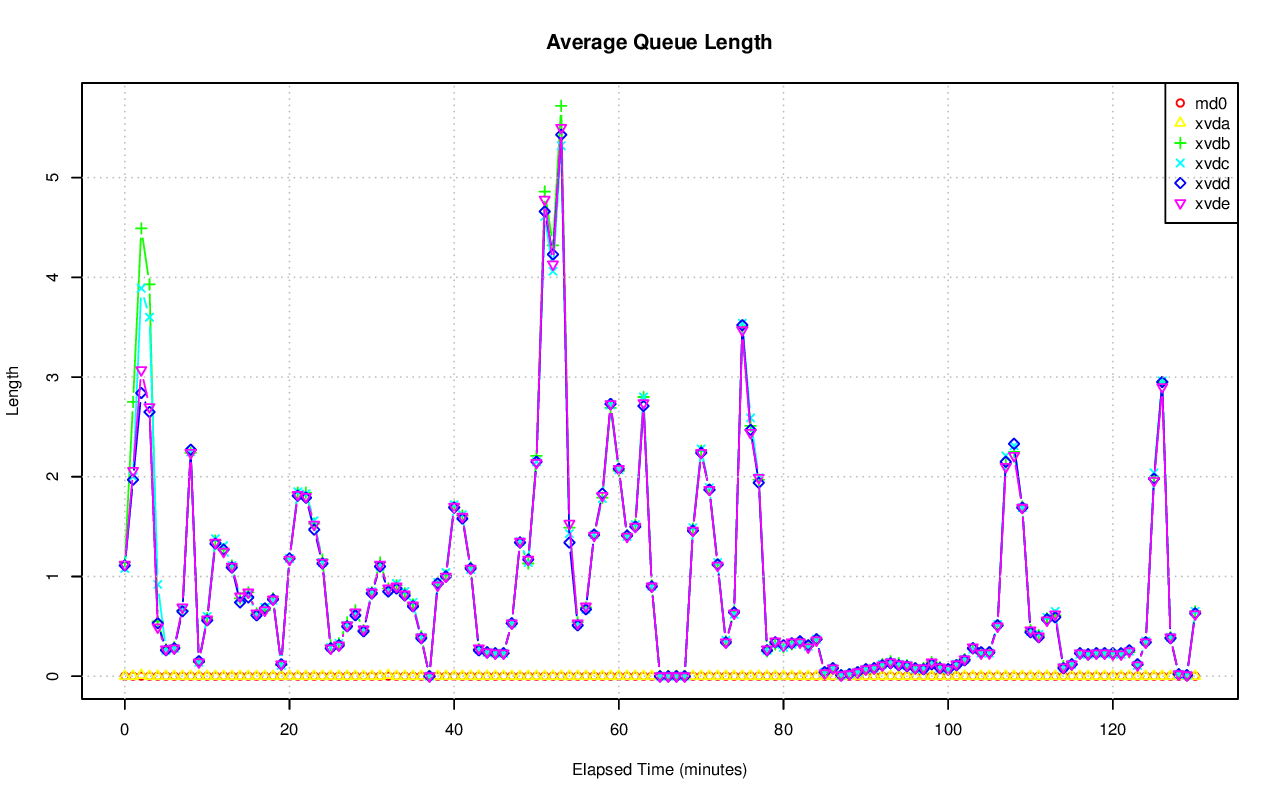 Average Queue Length
md0
xvda
xvdb
xvdc
xvdd
xvde
Length
5
4
3
2
1
0
0 20 40 60 80 100 120
Elapsed Time (minutes)